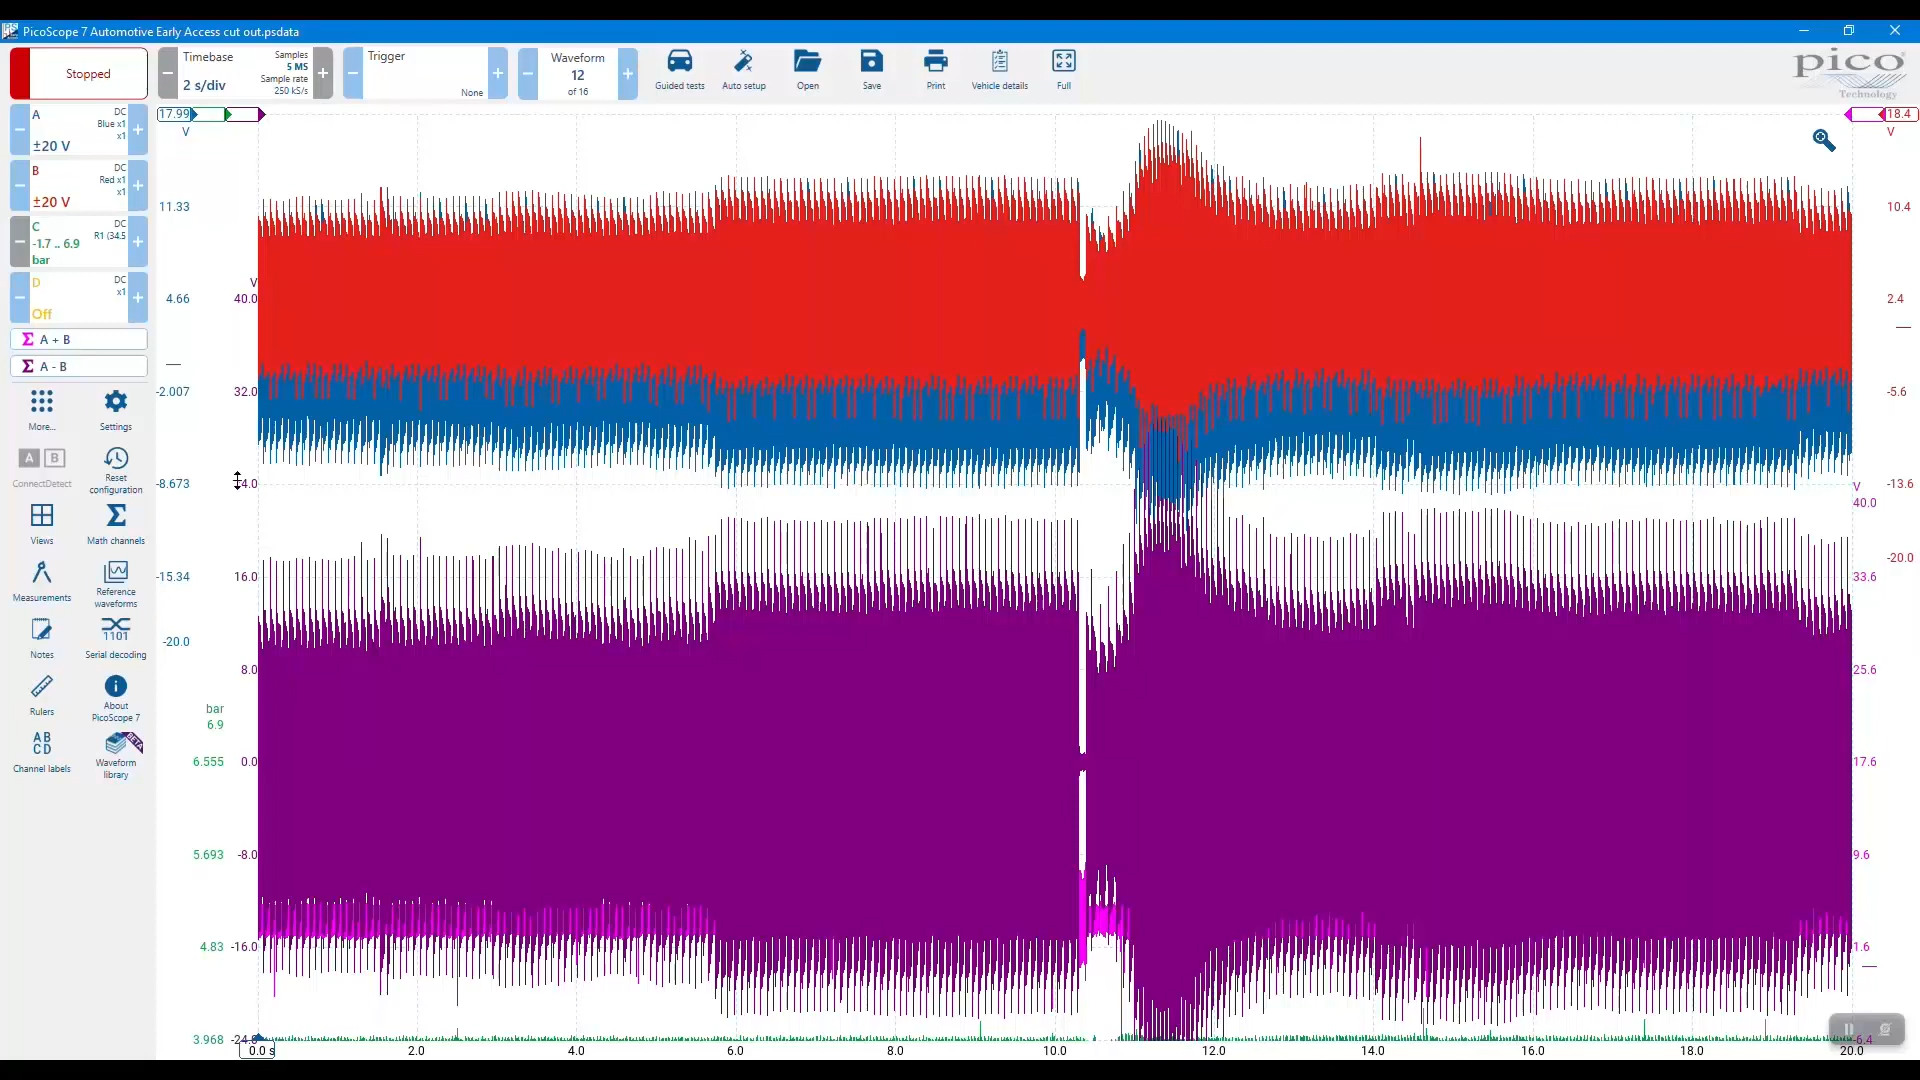 PicoScope 7 Automotive Early Access cut out.psdata
Stopped
Timebase
2 s/div
Samples
5 MS
Sample rate
250 kS/s
Trigger
None
Waveform
12
of 16
Guided tests
Auto setup
Open
Save
Print
Vehicle details
Full
pico
Technology
A
DC
Blue x1
x1
±20 V
B
DC
Red x1
x1
±20 V
C
DC
R1 (34.5
-1.7 .. 6.9
bar
D
DC
x1
Off
Σ A + B
Σ A - B
More...
Settings
A B
ConnectDetect
Reset
configuration
Views
Math channels
Measurements
Reference
waveforms
Notes
1101
Serial decoding
Rulers
About
PicoScope 7
AB
CD
Channel labels
BETA
Waveform
library
17.99
V
11.33
4.66
-2.007
-8.673
-15.34
-20.0
bar
6.9
6.555
5.693
4.83
3.968
V
40.0
32.0
4.0
16.0
8.0
0.0
-8.0
-16.0
-24.0
18.4
V
10.4
2.4
-5.6
-13.6
-20.0
V
40.0
33.6
25.6
17.6
9.6
1.6
-6.4
0.0 s
2.0
4.0
6.0
8.0
10.0
12.0
14.0
16.0
18.0
20.0